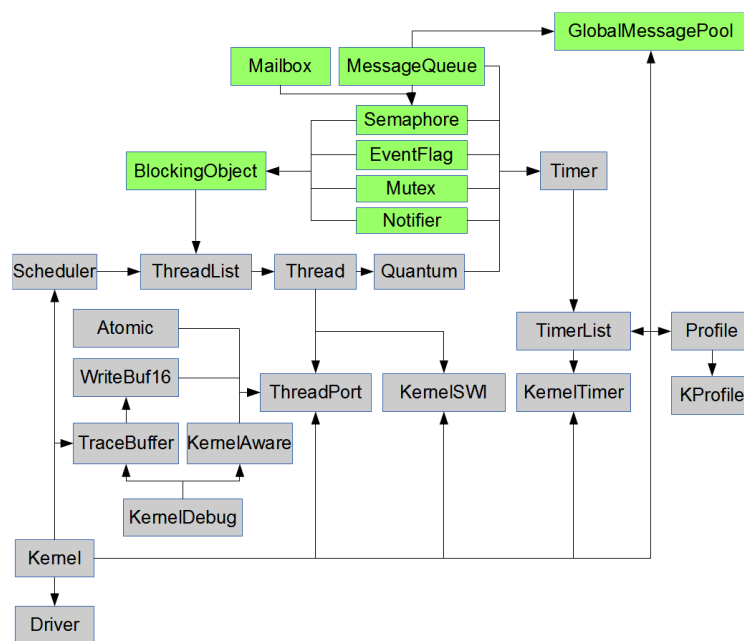 GlobalMessagePool
Mailbox
MessageQueue
Semaphore
EventFlag
BlockingObject
Timer
Mutex
Notifier
Scheduler
ThreadList
Thread
Quantum
Atomic
TimerList
Profile
WriteBuf16
ThreadPort
KernelSWI
KernelTimer
KProfile
TraceBuffer
KernelAware
KernelDebug
Kernel
Driver